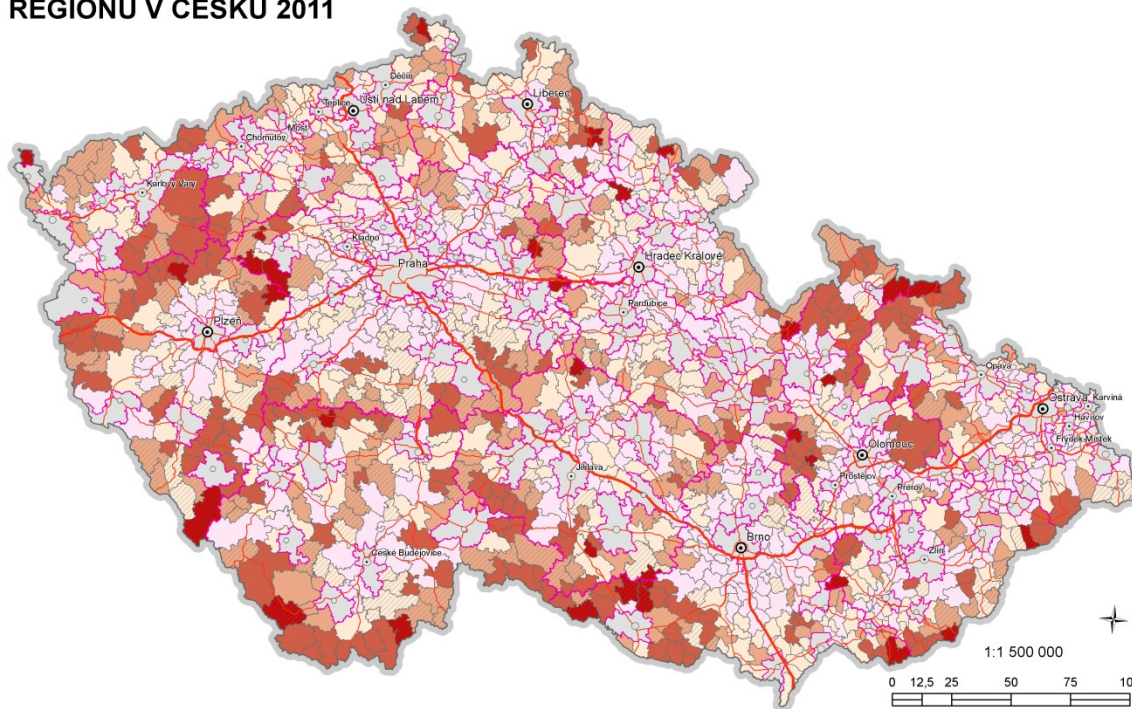 REGIONŮ V ČESKU 2011
Děčín
Liberec
Teplice
Ústí nad Labem
Most
Chomutov
Karlovy Vary
Kladno
Praha
Hradec Králové
Pardubice
Plzeň
Opava
Ostrava
Karviná
Havířov
Frýdek-Místek
Olomouc
Jihlava
Prostějov
Přerov
Brno
České Budějovice
Zlín
1:1 500 000
0 12,5 25 50 75 10